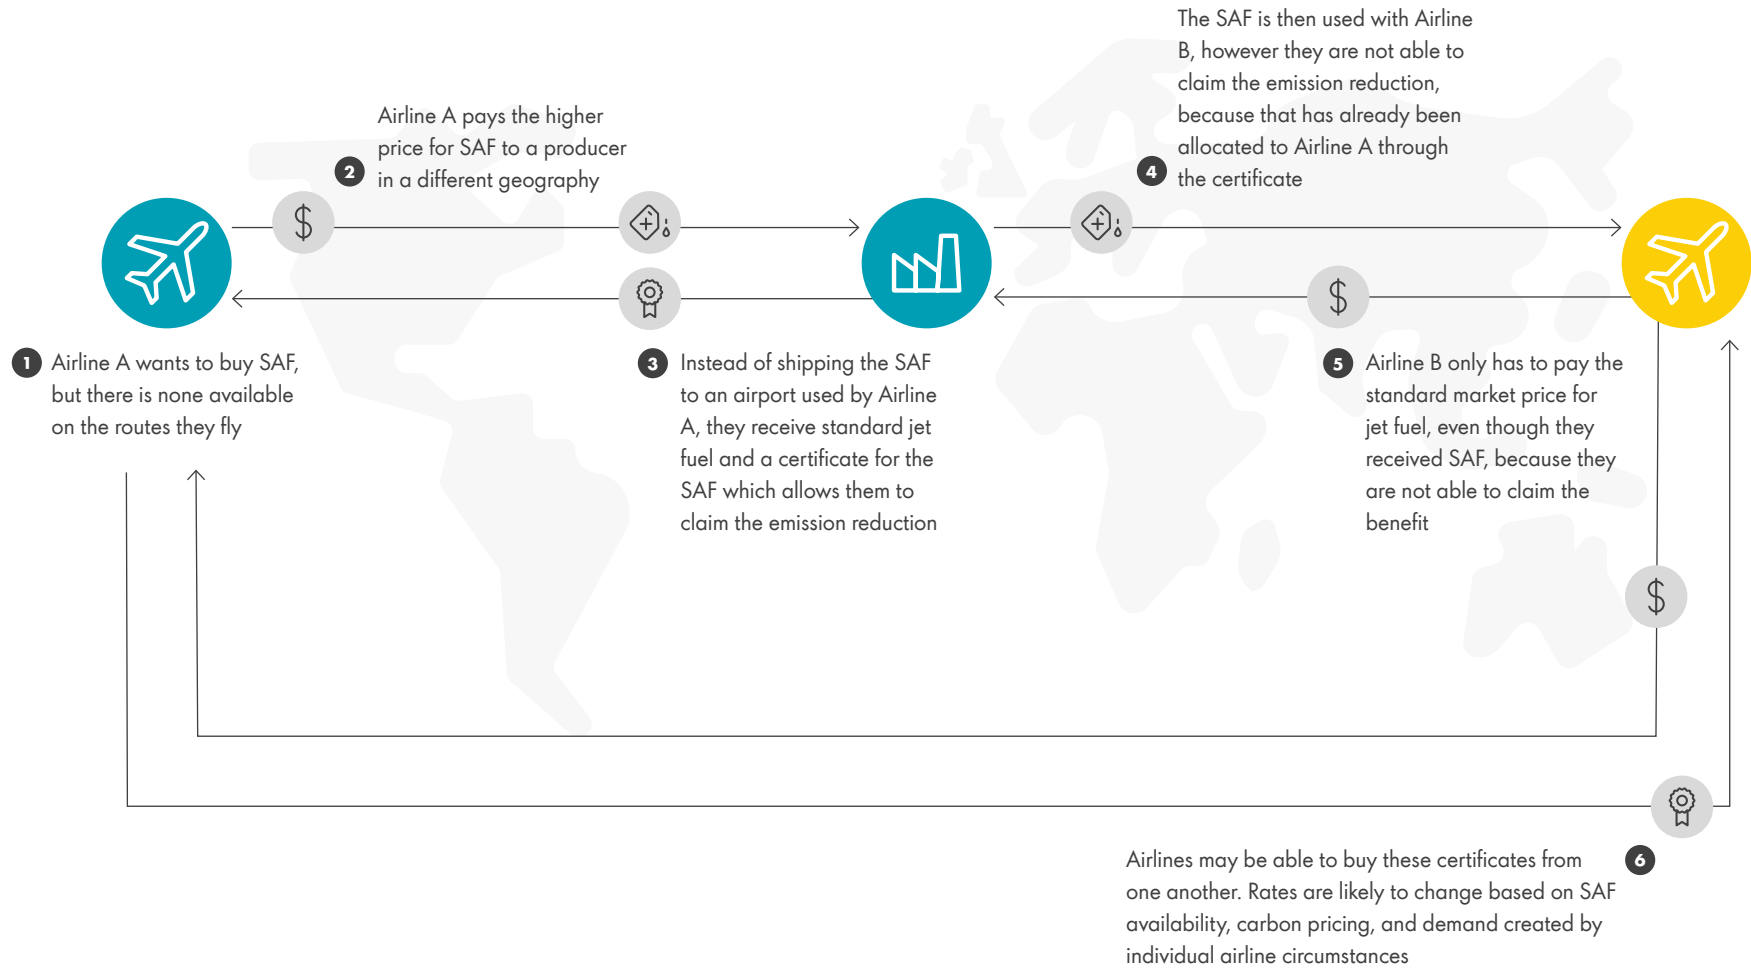 1
Airline A wants to buy SAF,
but there is none available
on the routes they fly
2
Airline A pays the higher
price for SAF to a producer
in a different geography
$
3
Instead of shipping the SAF
to an airport used by Airline
A, they receive standard jet
fuel and a certificate for the
SAF which allows them to
claim the emission reduction
4
The SAF is then used with Airline
B, however they are not able to
claim the emission reduction,
because that has already been
allocated to Airline A through
the certificate
$
5
Airline B only has to pay the
standard market price for
jet fuel, even though they
received SAF, because they
are not able to claim the
benefit
$
6
Airlines may be able to buy these certificates from
one another. Rates are likely to change based on SAF
availability, carbon pricing, and demand created by
individual airline circumstances